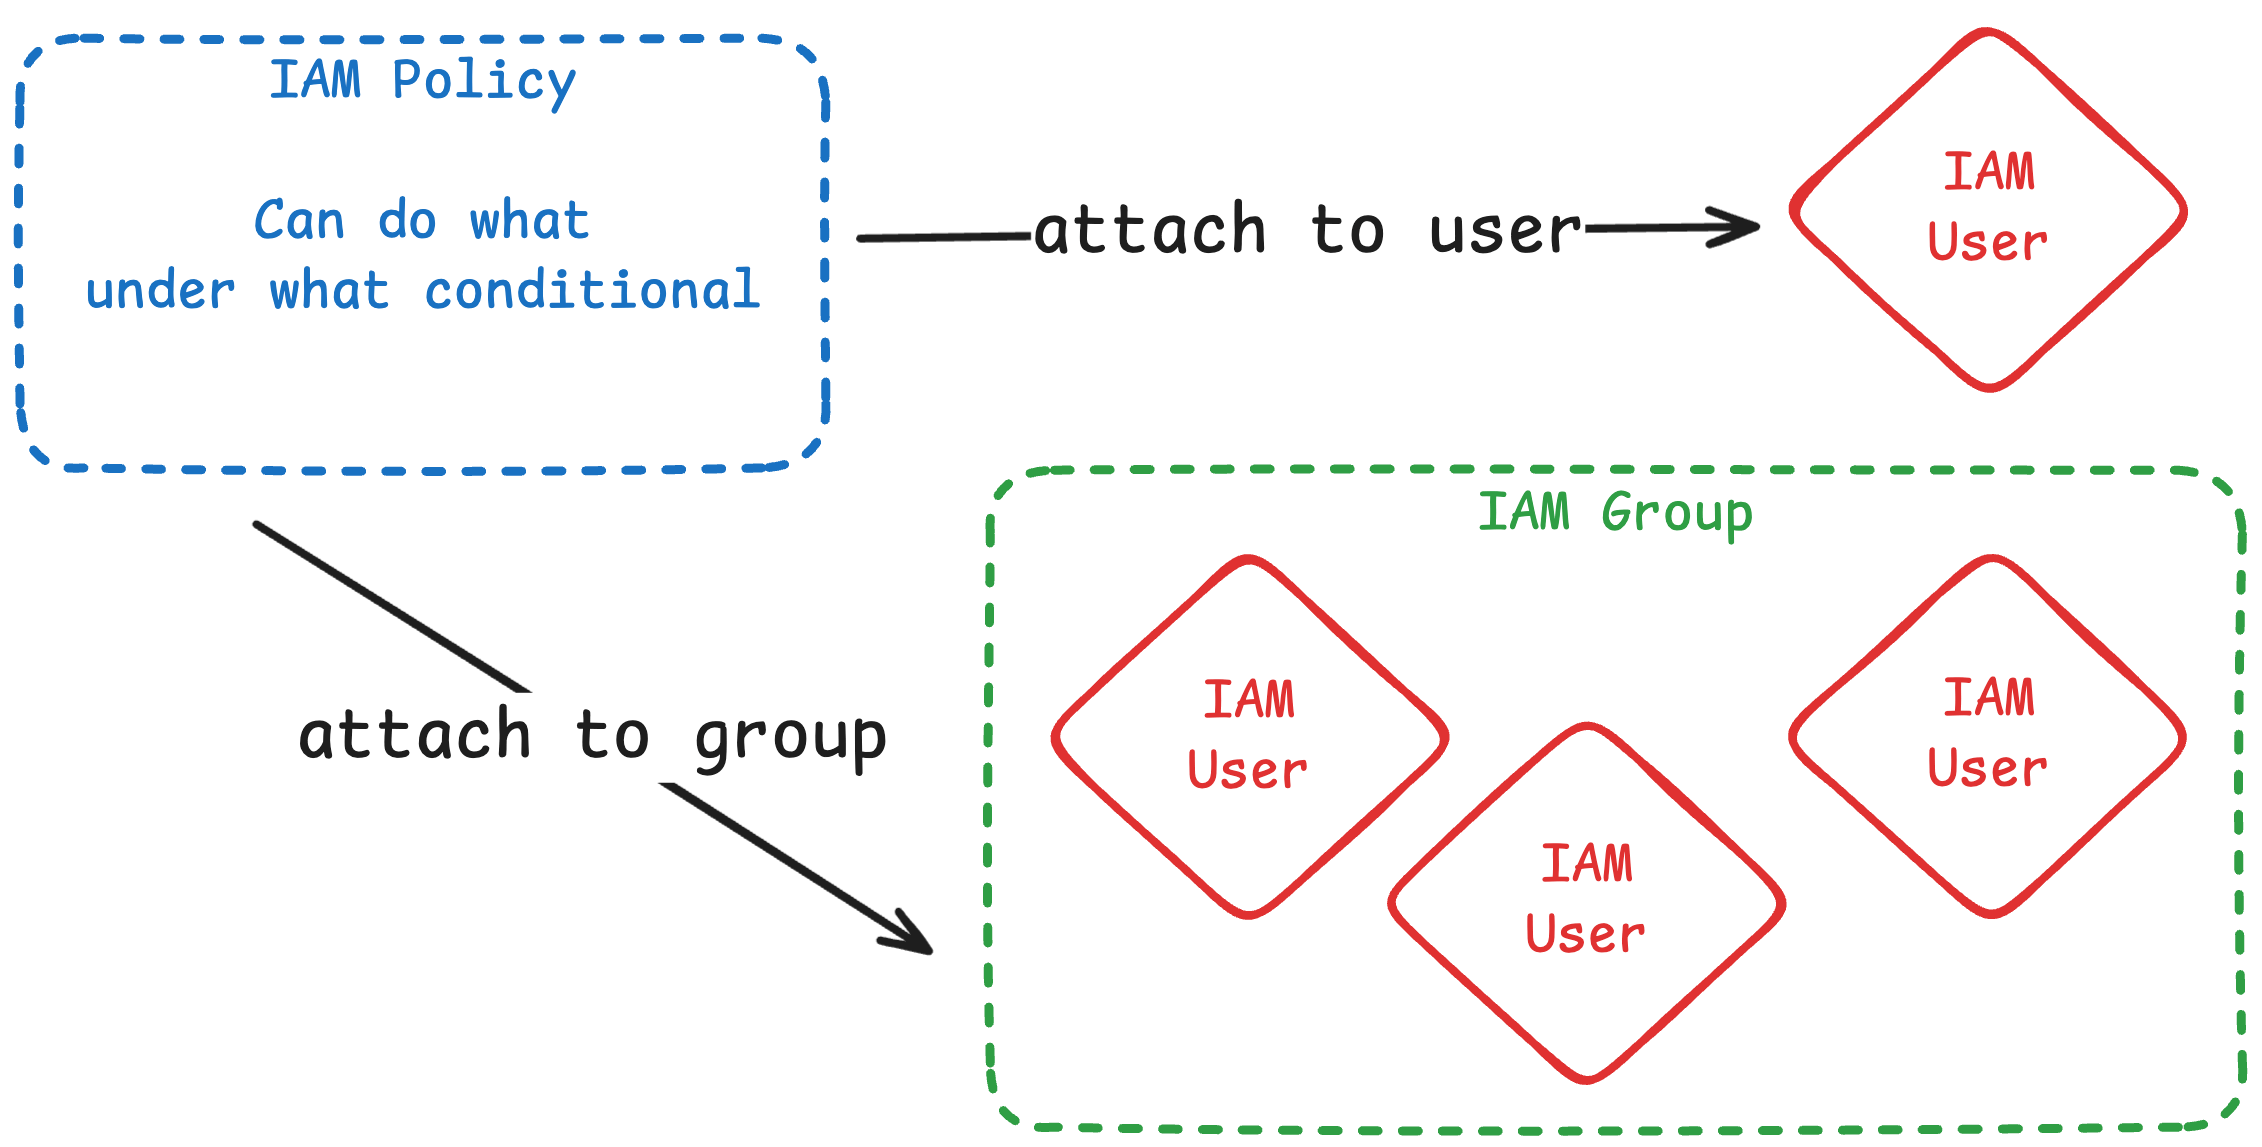 IAM Policy
Can do what
under what conditional
attach to user
IAM
User
attach to group
IAM Group
IAM
User
IAM
User
IAM
User